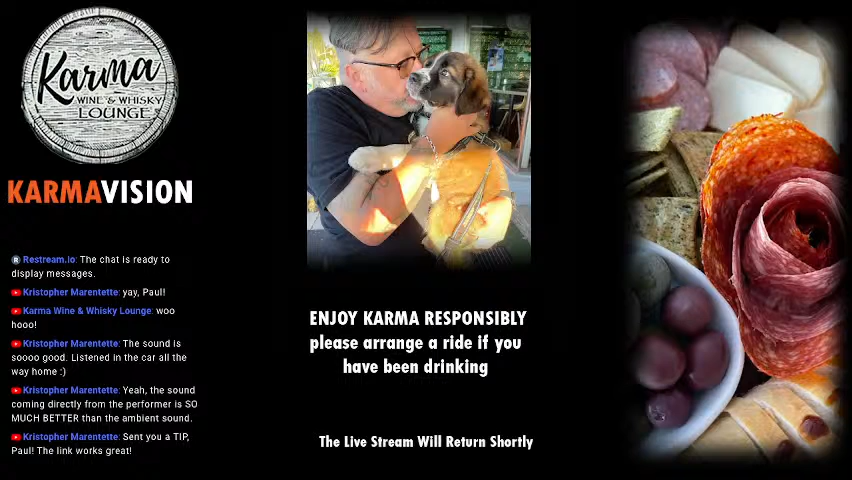 Karma
WINE & WHISKY
LOUNGE
KARMAVISION
Restream.io: The chat is ready to
display messages.
Kristopher Marentette: yay, Paul!
Karma Wine & Whisky Lounge: woo
hooo!
Kristopher Marentette: The sound is
soooo good. Listened in the car all the
way home :)
Kristopher Marentette: Yeah, the sound
coming directly from the performer is SO
MUCH BETTER than the ambient sound.
Kristopher Marentette: Sent you a TIP,
Paul! The link works great!
ENJOY KARMA RESPONSIBLY
please arrange a ride if you
have been drinking
The Live Stream Will Return Shortly